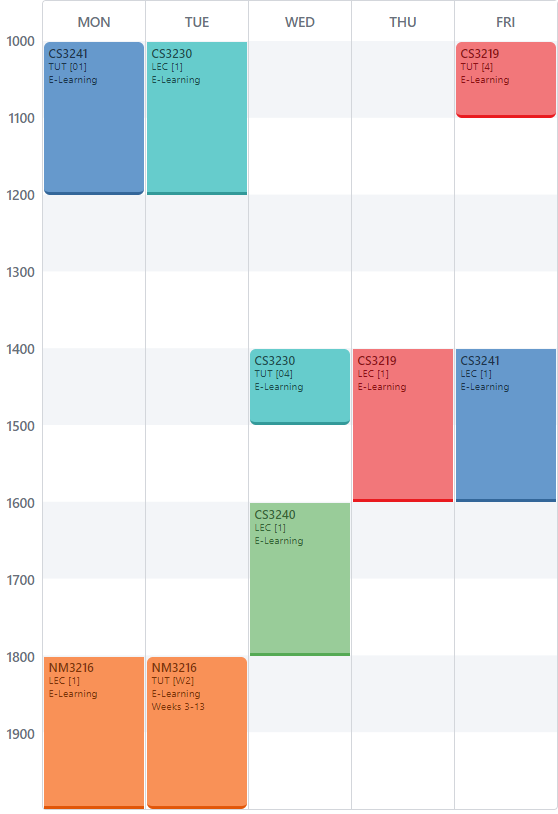 MON TUE WED THU FRI
1000
CS3241
TUT [01]
E-Learning
CS3230
LEC [1]
E-Learning
CS3219
TUT [4]
E-Learning
1100
1200
1300
1400
CS3230
TUT [04]
E-Learning
CS3219
LEC [1]
E-Learning
CS3241
LEC [1]
E-Learning
1500
1600
CS3240
LEC [1]
E-Learning
1700
1800
NM3216
LEC [1]
E-Learning
NM3216
TUT [W2]
E-Learning
Weeks 3-13
1900